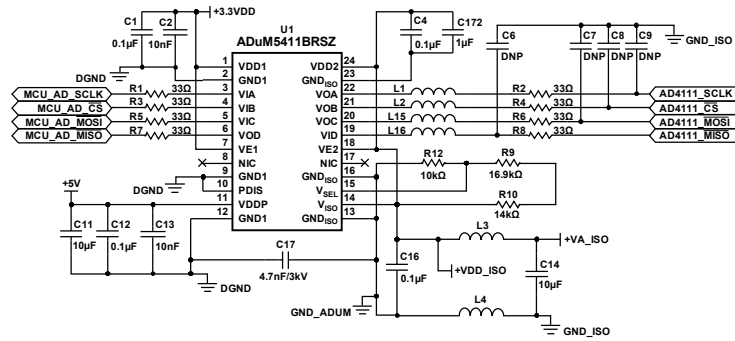 +3.3VDD
C1
0.1µF
C2
10nF
DGND
U1
ADuM5411BRSZ
C4
0.1µF
C172
1µF
C6
DNP
C7
DNP
C8
DNP
C9
DNP
GND_ISO
1 VDD1 VDD2 24
2 GND1 GNDISO 23
3 VIA VOA 22
4 VIB VOB 21
5 VIC VOC 20
6 VOD VID 19
7 VE1 VE2 18
8 NIC NIC 17
9 GND1 GNDISO 16
10 PDIS VSEL 15
11 VDDP VISO 14
12 GND1 GNDISO 13
MCU_AD_SCLK R1 33Ω
MCU_AD_CS R3 33Ω
MCU_AD_MOSI R5 33Ω
MCU_AD_MISO R7 33Ω
L1 R2 33Ω AD4111_SCLK
L2 R4 33Ω AD4111_CS
L15 R6 33Ω AD4111_MOSI
L16 R8 33Ω AD4111_MISO
DGND
+5V
C11
10µF
C12
0.1µF
C13
10nF
DGND
R12
10kΩ
R9
16.9kΩ
R10
14kΩ
C17
4.7nF/3kV
C16
0.1µF
L3
+VA_ISO
+VDD_ISO
C14
10µF
GND_ADUM
L4
GND_ISO